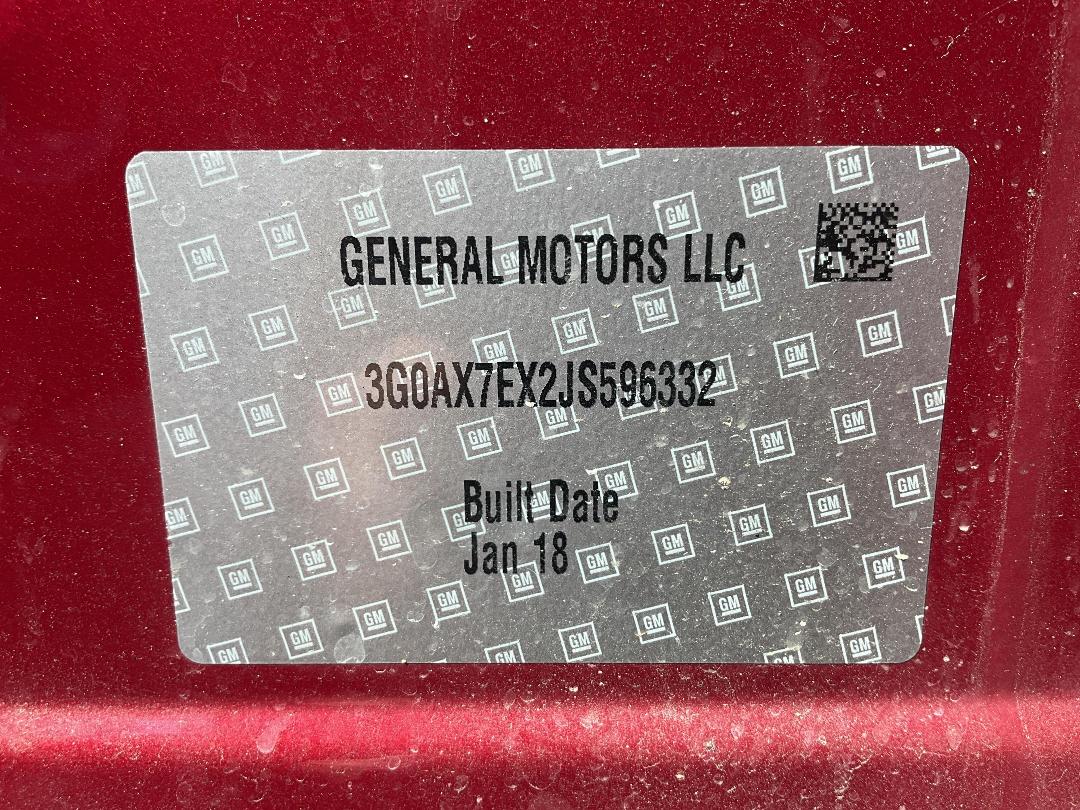 GENERAL MOTORS LLC
3G0AX7EX2JS596332
Built Date
Jan 18